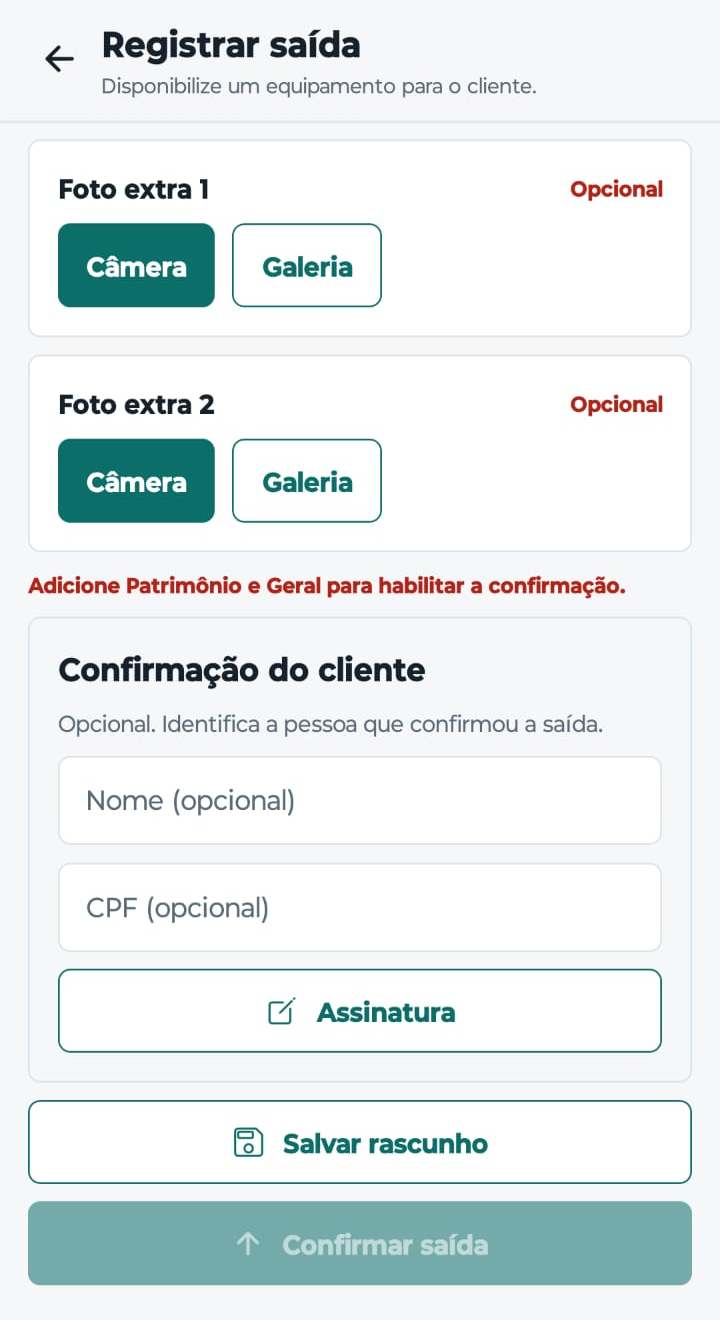 Registrar saída
Disponibilize um equipamento para o cliente.
Foto extra 1
Opcional
Câmera
Galeria
Foto extra 2
Opcional
Câmera
Galeria
Adicione Patrimônio e Geral para habilitar a confirmação.
Confirmação do cliente
Opcional. Identifica a pessoa que confirmou a saída.
Nome (opcional)
CPF (opcional)
Assinatura
Salvar rascunho
Confirmar saída